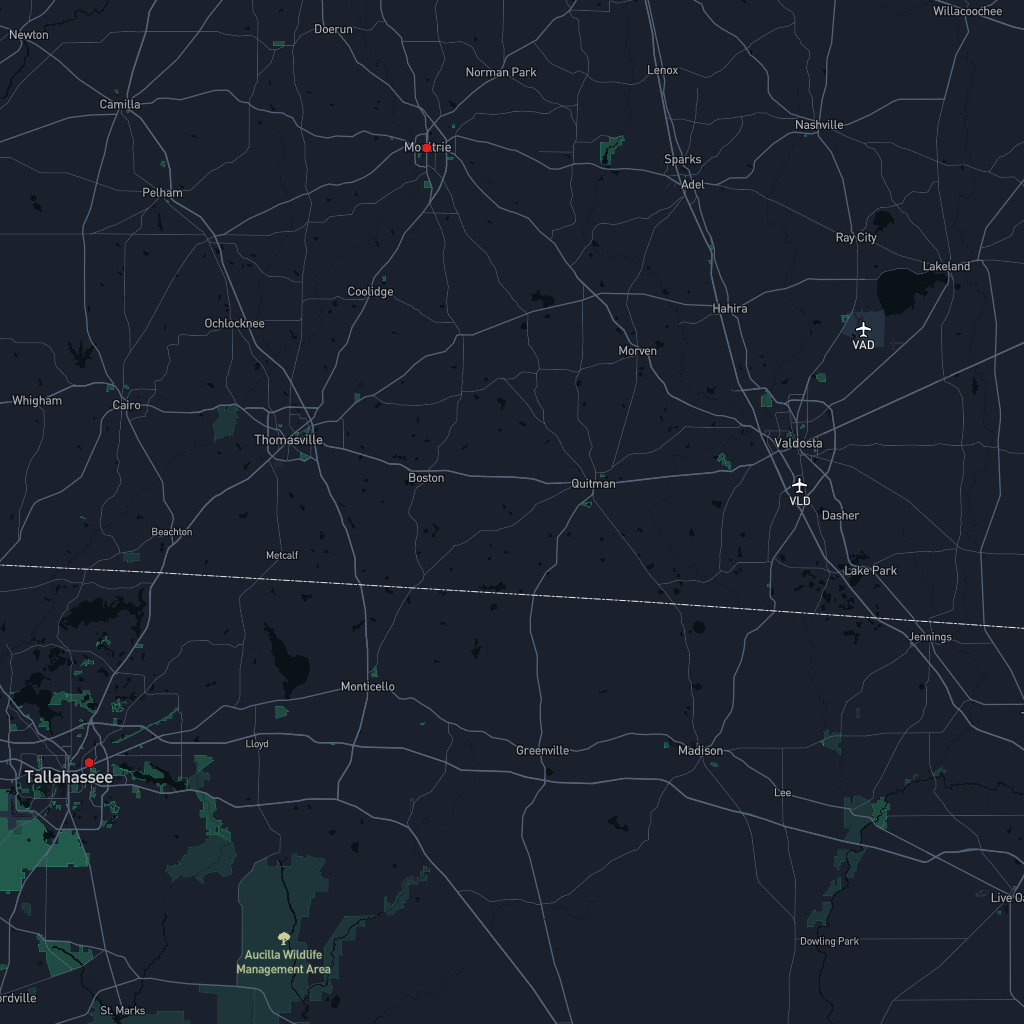 Willacoochee
Newton
Doerun
Norman Park
Lenox
Camilla
Nashville
Moultrie
Sparks
Adel
Pelham
Ray City
Lakeland
Coolidge
Hahira
Ochlocknee
VAD
Morven
Whigham
Cairo
Thomasville
Valdosta
Boston
Quitman
VLD
Dasher
Beachton
Metcalf
Lake Park
Jennings
Monticello
Lloyd
Greenville
Madison
Tallahassee
Lee
Live Oa
Dowling Park
Aucilla Wildlife
Management Area
ordville
St. Marks